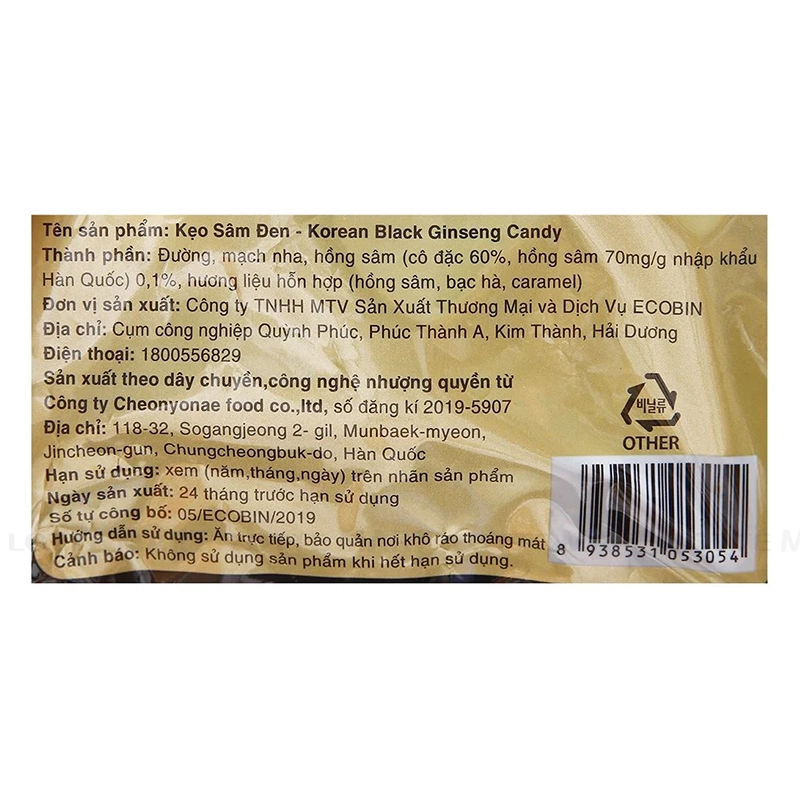 Tên sản phẩm: Kẹo Sâm Đen - Korean Black Ginseng Candy
Thành phần: Đường, mạch nha, hồng sâm (cô đặc 60%, hồng sâm 70mg/g nhập khẩu
Hàn Quốc) 0,1%, hương liệu hỗn hợp (hồng sâm, bạc hà, caramel)
Đơn vị sản xuất: Công ty TNHH MTV Sản Xuất Thương Mại và Dịch Vụ ECOBIN
Địa chỉ: Cụm công nghiệp Quỳnh Phúc, Phúc Thành A, Kim Thành, Hải Dương
Điện thoại: 1800556829
Sản xuất theo dây chuyền,công nghệ nhượng quyền từ
Công ty Cheonyonae food co.,ltd, số đăng kí 2019-5907
Địa chỉ: 118-32, Sogangjeong 2- gil, Munbaek-myeon,
Jincheon-gun, Chungcheongbuk-do, Hàn Quốc
Hạn sử dụng: xem (năm,tháng,ngày) trên nhãn sản phẩm
Ngày sản xuất: 24 tháng trước hạn sử dụng
Số tự công bố: 05/ECOBIN/2019
Hướng dẫn sử dụng: Ăn trực tiếp, bảo quản nơi khô ráo thoáng mát
Cảnh báo: Không sử dụng sản phẩm khi hết hạn sử dụng.
비닐류
OTHER
8 938531 053054